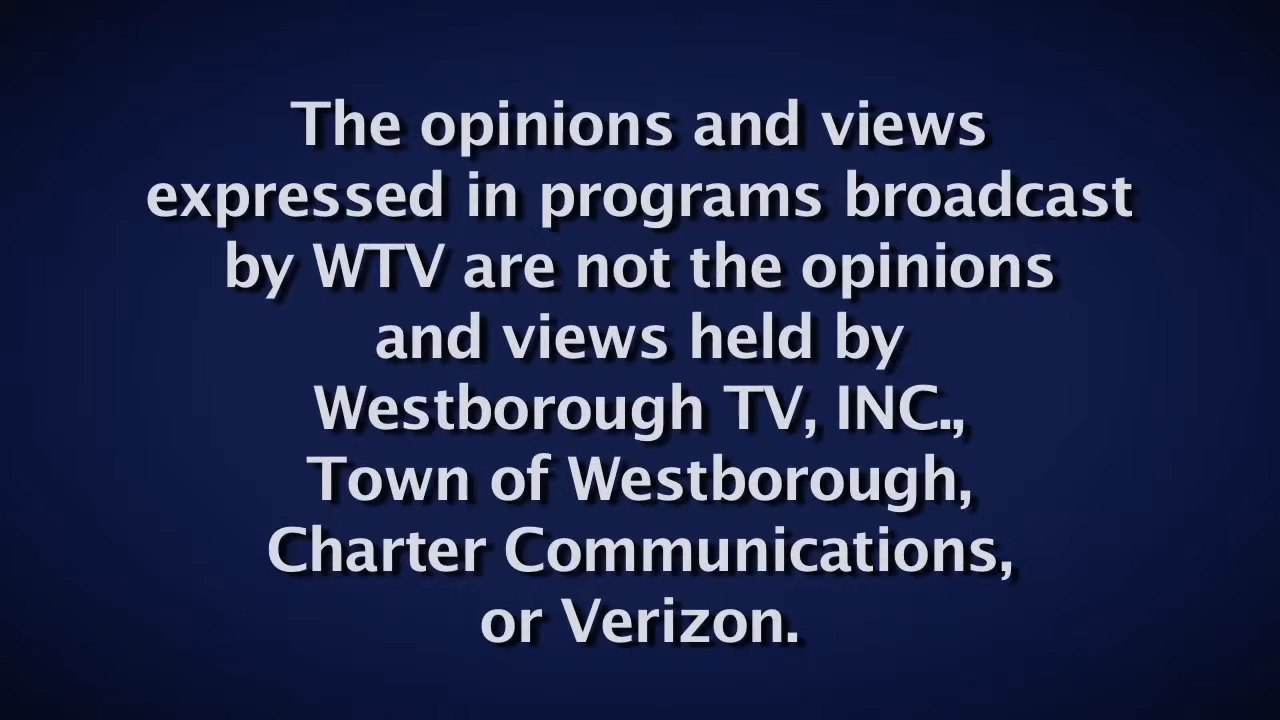 The opinions and views
expressed in programs broadcast
by WTV are not the opinions
and views held by
Westborough TV, INC.,
Town of Westborough,
Charter Communications,
or Verizon.